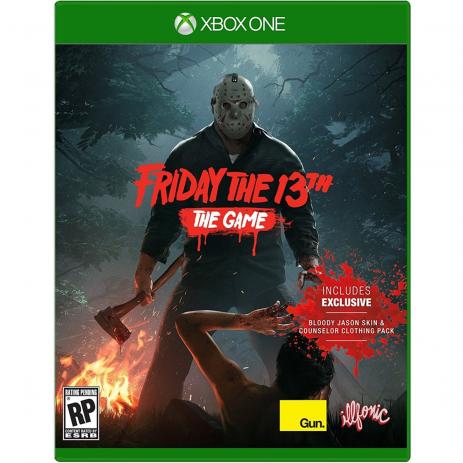 XBOX ONE
FRIDAY THE 13TH
THE GAME
INCLUDES
EXCLUSIVE
BLOODY JASON SKIN &
COUNSELOR CLOTHING PACK
RATING PENDING
RP
CONTENT RATED BY
ESRB
Gun.
illfonic